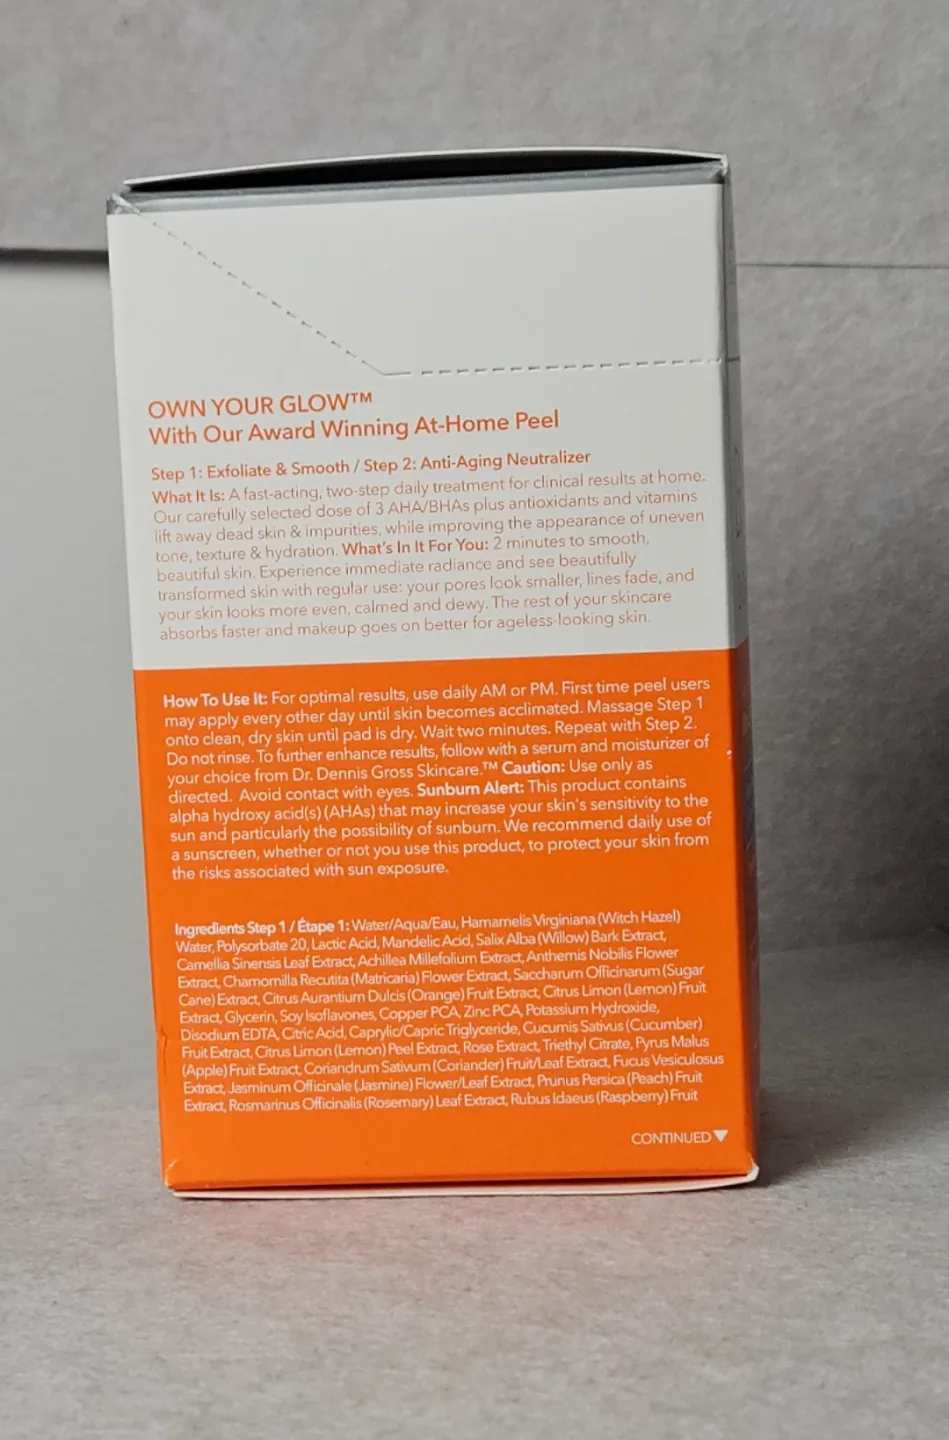 OWN YOUR GLOW™
With Our Award Winning At-Home Peel
Step 1: Exfoliate & Smooth / Step 2: Anti-Aging Neutralizer
What It Is: A fast-acting, two-step daily treatment for clinical results at home.
Our carefully selected dose of 3 AHA/BHAs plus antioxidants and vitamins
lift away dead skin & impurities, while improving the appearance of uneven
tone, texture & hydration. What's In It For You: 2 minutes to smooth,
beautiful skin. Experience immediate radiance and see beautifully
transformed skin with regular use: your pores look smaller, lines fade, and
your skin looks more even, calmed and dewy. The rest of your skincare
absorbs faster and makeup goes on better for ageless-looking skin.
How To Use It: For optimal results, use daily AM or PM. First time peel users
may apply every other day until skin becomes acclimated. Massage Step 1
onto clean, dry skin until pad is dry. Wait two minutes. Repeat with Step 2.
Do not rinse. To further enhance results, follow with a serum and moisturizer of
your choice from Dr. Dennis Gross Skincare.™ Caution: Use only as
directed. Avoid contact with eyes. Sunburn Alert: This product contains
alpha hydroxy acid(s) (AHAs) that may increase your skin's sensitivity to the
sun and particularly the possibility of sunburn. We recommend daily use of
a sunscreen, whether or not you use this product, to protect your skin from
the risks associated with sun exposure.
Ingredients Step 1 / Étape 1: Water/Aqua/Eau, Hamamelis Virginiana (Witch Hazel)
Water, Polysorbate 20, Lactic Acid, Mandelic Acid, Salix Alba (Willow) Bark Extract,
Camellia Sinensis Leaf Extract, Achillea Millefolium Extract, Anthemis Nobilis Flower
Extract, Chamomilla Recutita (Matricaria) Flower Extract, Saccharum Officinarum (Sugar
Cane) Extract, Citrus Aurantium Dulcis (Orange) Fruit Extract, Citrus Limon (Lemon) Fruit
Extract, Glycerin, Soy Isoflavones, Copper PCA, Zinc PCA, Potassium Hydroxide,
Disodium EDTA, Citric Acid, Caprylic/Capric Triglyceride, Cucumis Sativus (Cucumber)
Fruit Extract, Citrus Limon (Lemon) Peel Extract, Rose Extract, Triethyl Citrate, Pyrus Malus
(Apple) Fruit Extract, Coriandrum Sativum (Coriander) Fruit/Leaf Extract, Fucus Vesiculosus
Extract, Jasminum Officinale (Jasmine) Flower/Leaf Extract, Prunus Persica (Peach) Fruit
Extract, Rosmarinus Officinalis (Rosemary) Leaf Extract, Rubus Idaeus (Raspberry) Fruit
CONTINUED▼